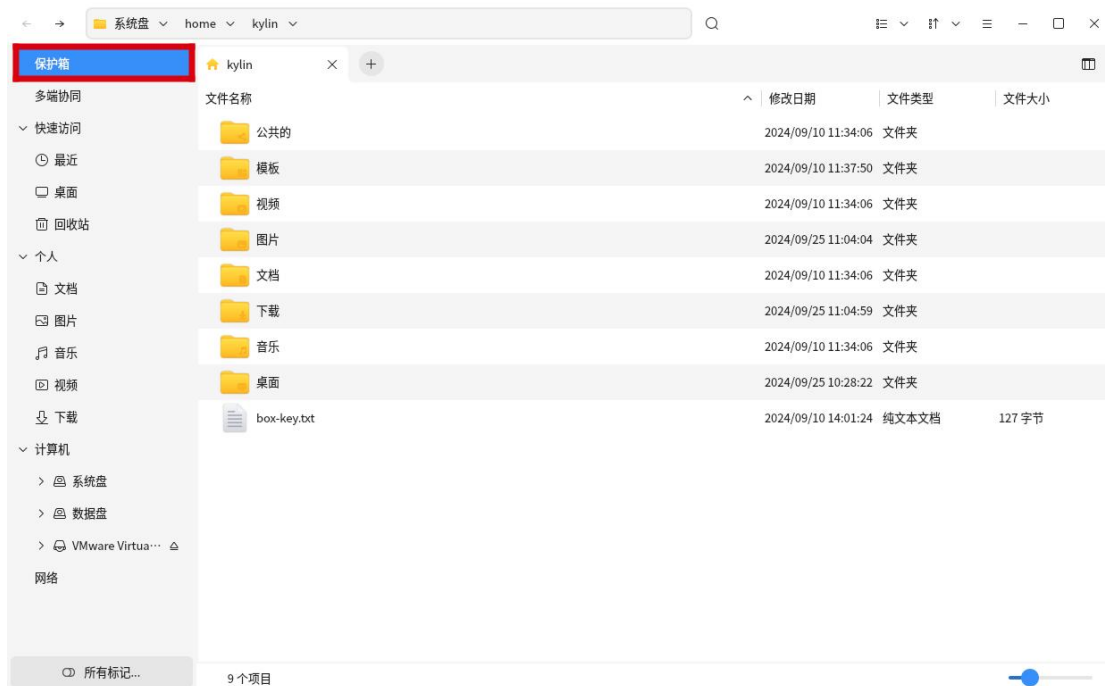 系统盘 home kylin
保护箱
多端协同
快速访问
最近
桌面
回收站
个人
文档
图片
音乐
视频
下载
计算机
系统盘
数据盘
VMware Virtua…
网络
所有标记...
kylin
文件名称 修改日期 文件类型 文件大小
公共的 2024/09/10 11:34:06 文件夹
模板 2024/09/10 11:37:50 文件夹
视频 2024/09/10 11:34:06 文件夹
图片 2024/09/25 11:04:04 文件夹
文档 2024/09/10 11:34:06 文件夹
下载 2024/09/25 11:04:59 文件夹
音乐 2024/09/10 11:34:06 文件夹
桌面 2024/09/25 10:28:22 文件夹
box-key.txt 2024/09/10 14:01:24 纯文本文档 127 字节
9 个项目